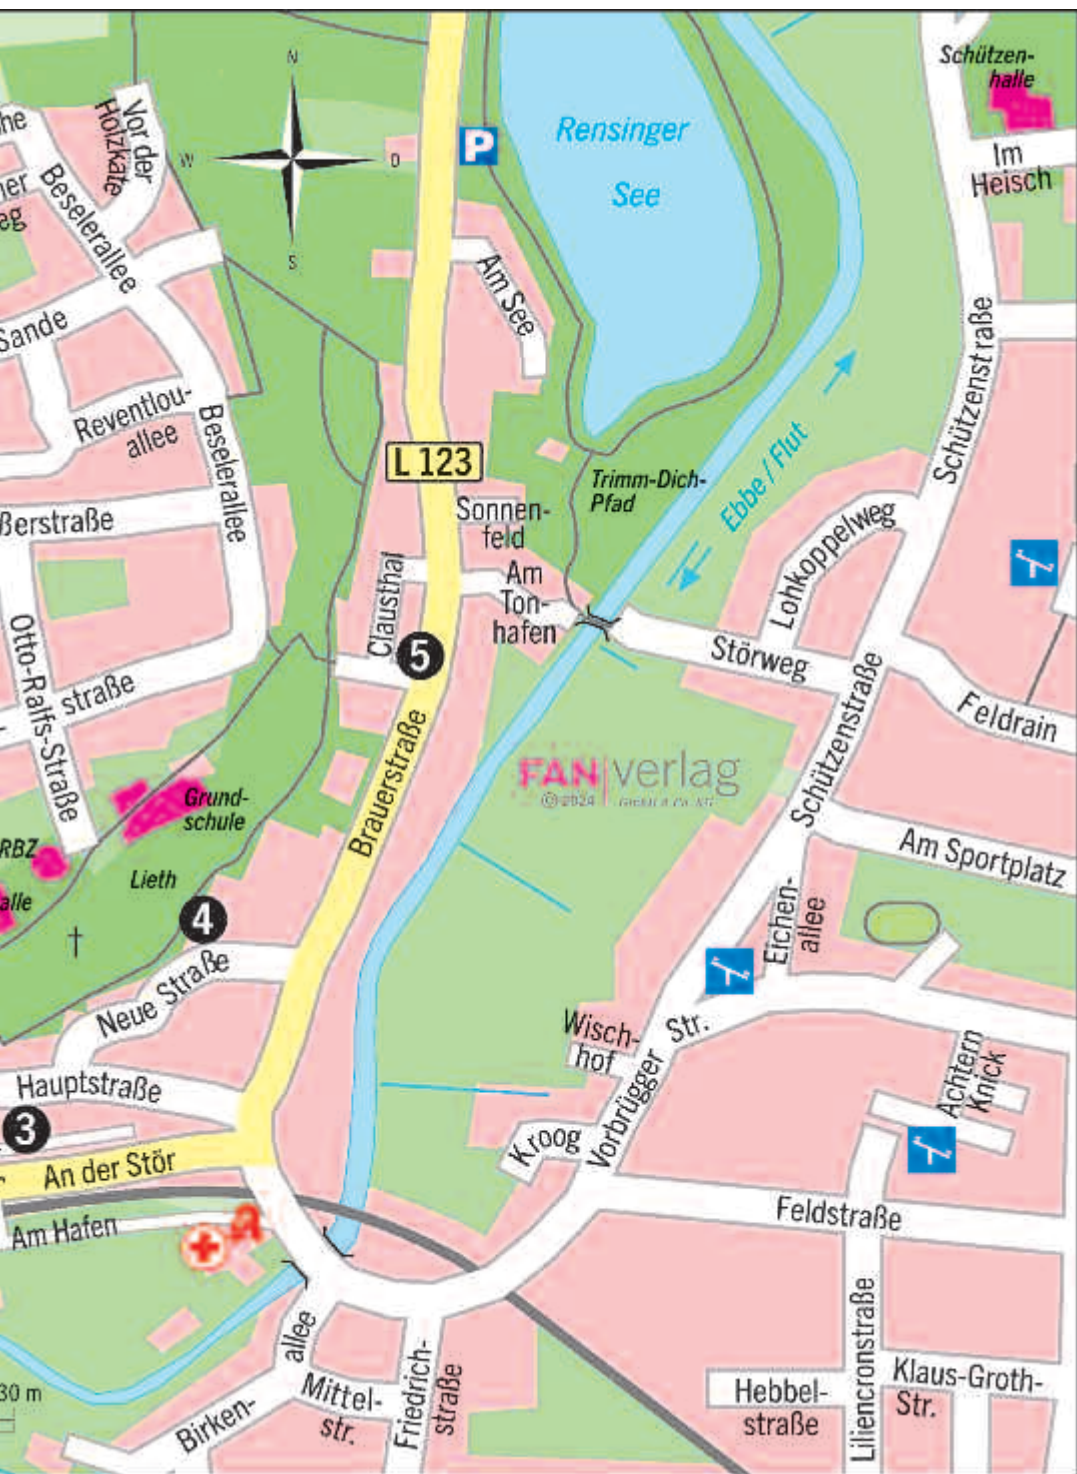 N
W
O
S
P
Rensinger
See
Schützen-
halle
Im
Heisch
Vor der
Holzkate
Beselerallee
Am See
Sande
Reventlou-
allee
Beselerallee
L 123
Schützenstraße
Trimm-Dich-
Pfad
Ebbe / Flut
Sonnen-
feld
Lohkoppelweg
Clausthal
Am
Ton-
hafen
5
Störweg
Otto-Ralfs-Straße
straße
Feldrain
Schützenstraße
Brauerstraße
FAN verlag
© 2024 GmbH & Co. KG
Grund-
schule
RBZ
Lieth
alle
4
Am Sportplatz
Eichen-
allee
Neue Straße
Wisch-
hof
Vorbrügger Str.
Hauptstraße
3
Achtern
Knick
Kroog
An der Stör
Am Hafen
Feldstraße
allee
Birken-
Mittel-
str.
Friedrich-
straße
Liliencronstraße
Hebbel-
straße
Klaus-Groth-
Str.
30 m